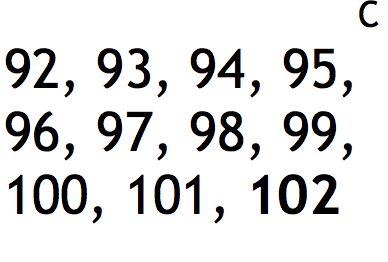 C
92, 93, 94, 95,
96, 97, 98, 99,
100, 101, 102